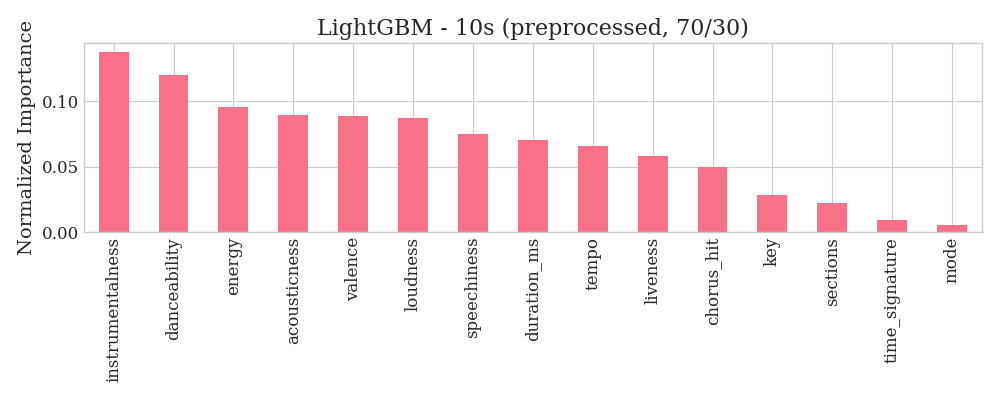 LightGBM - 10s (preprocessed, 70/30)
Normalized Importance
0.10
0.05
0.00
instrumentalness
danceability
energy
acousticness
valence
loudness
speechiness
duration_ms
tempo
liveness
chorus_hit
key
sections
time_signature
mode